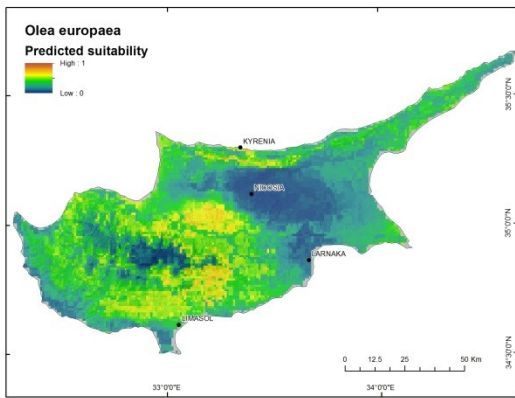 Olea europaea
Predicted suitability
High : 1
Low : 0
KYRENIA
NICOSIA
LARNAKA
LIMASOL
35°30'0"N
35°0'0"N
34°30'0"N
0 12.5 25 50 Km
33°0'0"E 34°0'0"E